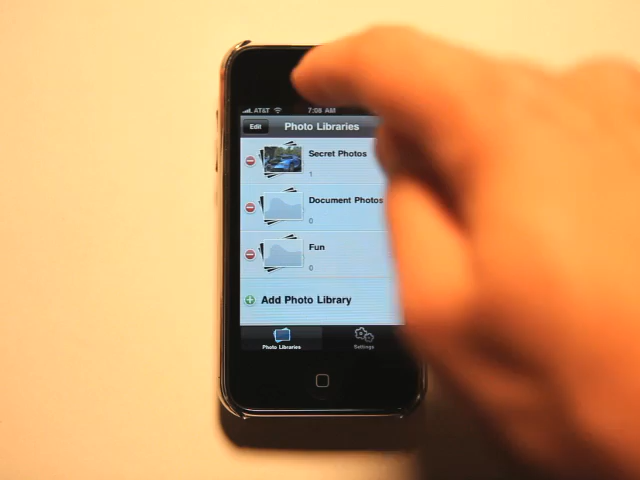 AT&T 7:08 AM
Edit Photo Libraries
Secret Photos
1
Document Photos
0
Fun
0
Add Photo Library
Photo Libraries Settings